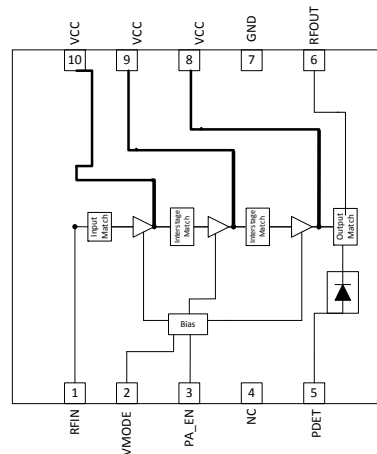 VCC
VCC
VCC
GND
RFOUT
10
9
8
7
6
Input
Match
Interstage
Match
Interstage
Match
Output
Match
Bias
1
2
3
4
5
RFIN
VMODE
PA_EN
NC
PDET